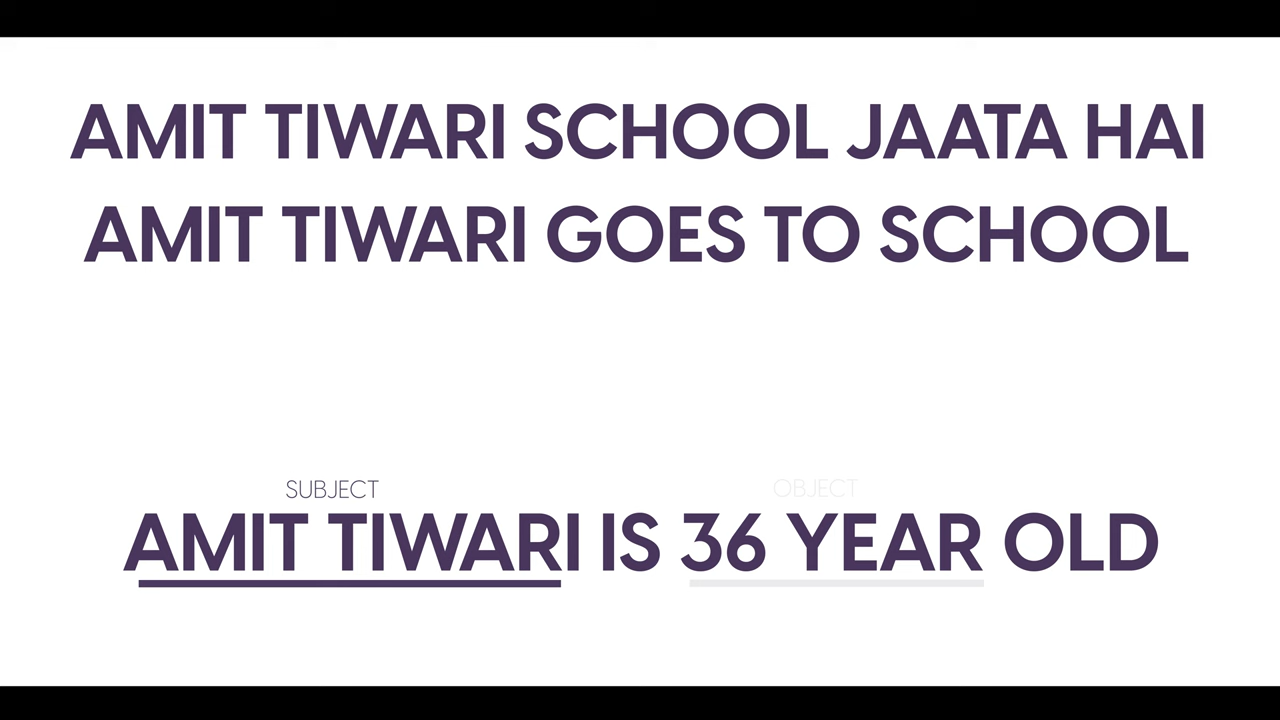 AMIT TIWARI SCHOOL JAATA HAI
AMIT TIWARI GOES TO SCHOOL
SUBJECT OBJECT
AMIT TIWARI IS 36 YEAR OLD